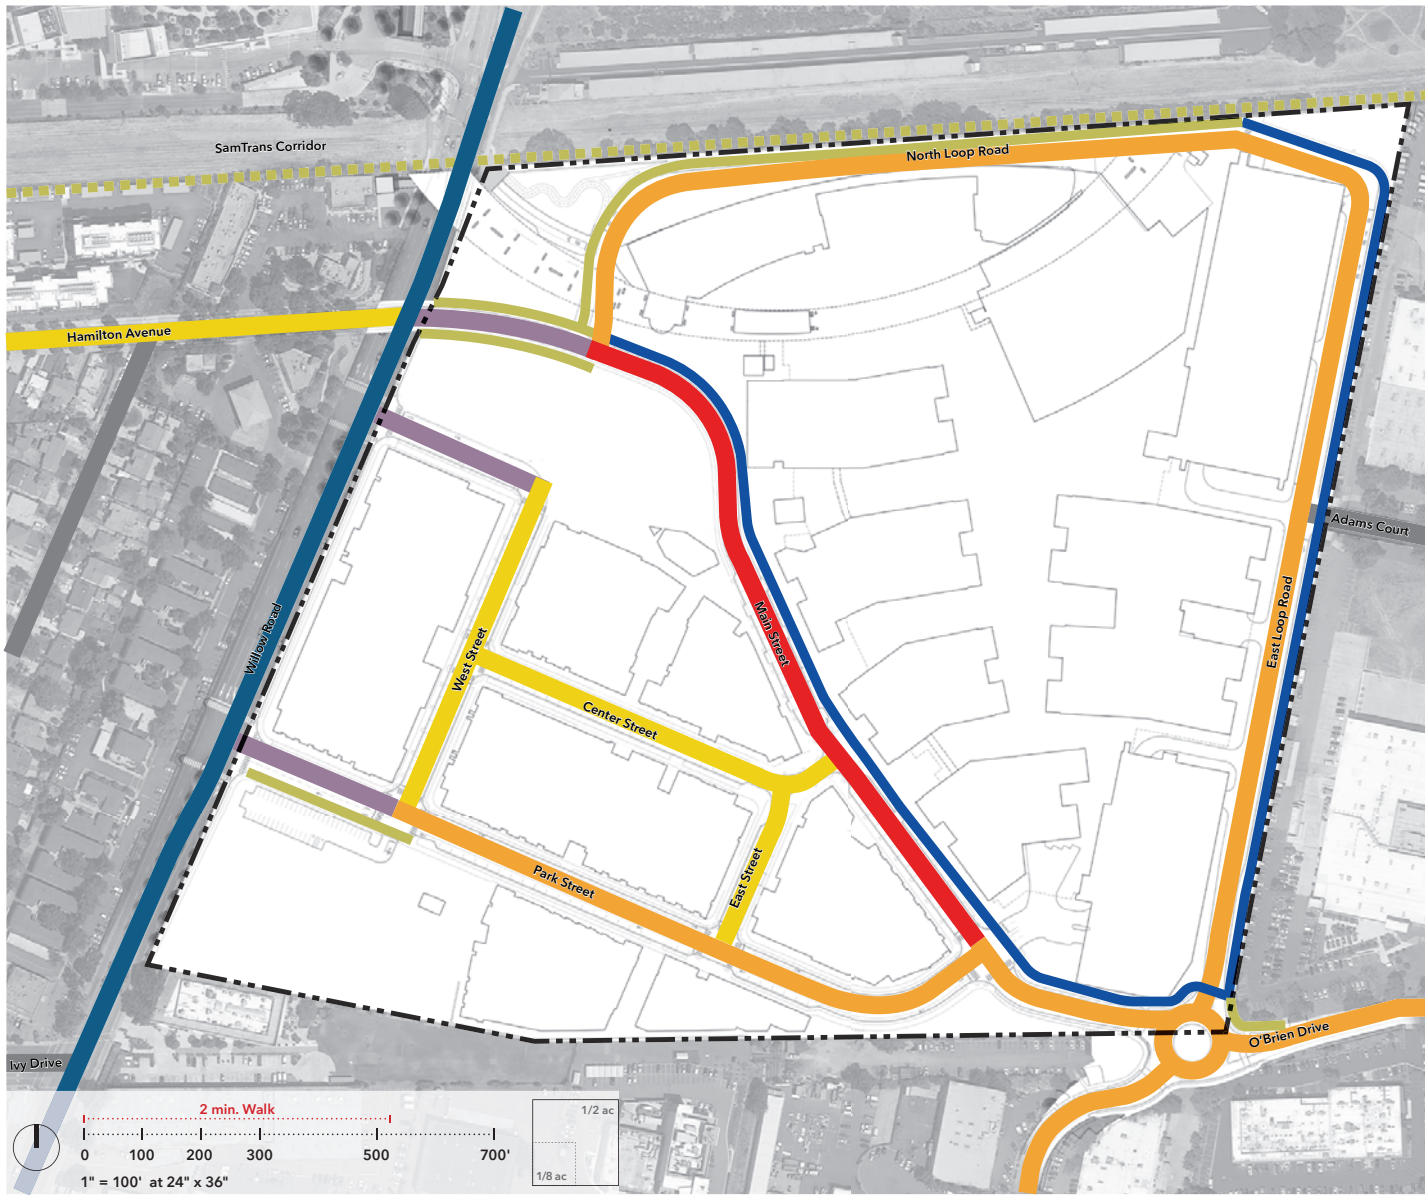 SamTrans Corridor
North Loop Road
Hamilton Avenue
Adams Court
Willow Road
East Loop Road
West Street
Main Street
Center Street
Park Street
East Street
O'Brien Drive
Ivy Drive
2 min. Walk
0 100 200 300 500 700'
1" = 100' at 24" x 36"
1/2 ac
1/8 ac